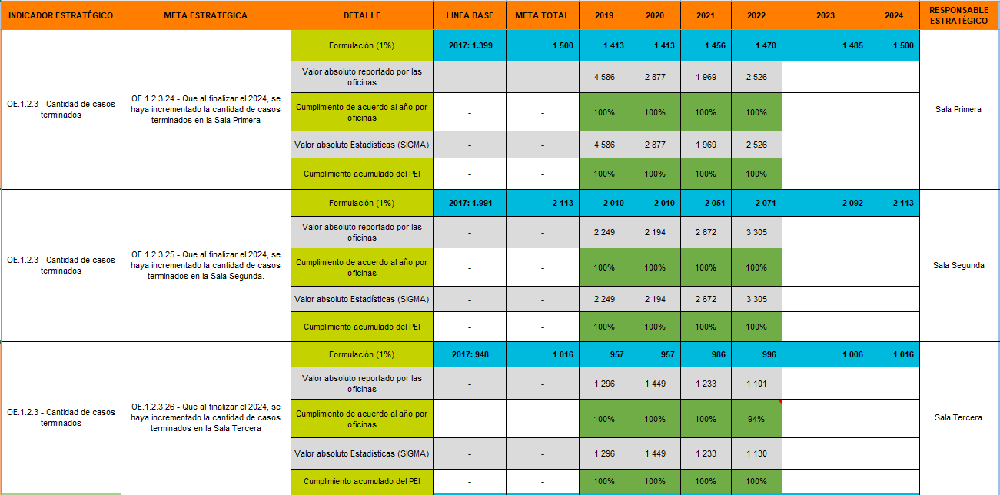 INDICADOR ESTRATÉGICO META ESTRATEGICA DETALLE LINEA BASE META TOTAL 2019 2020 2021 2022 2023 2024 RESPONSABLE ESTRATÉGICO
OE.1.2.3 - Cantidad de casos
terminados
OE.1.2.3.24 - Que al finalizar el 2024, se
haya incrementado la cantidad de casos
terminados en la Sala Primera
Formulación (1%) 2017: 1.399 1 500 1 413 1 413 1 456 1 470 1 485 1 500
Valor absoluto reportado por las
oficinas - - 4 586 2 877 1 969 2 526
Cumplimiento de acuerdo al año por
oficinas - - 100% 100% 100% 100%
Valor absoluto Estadísticas (SIGMA) - - 4 586 2 877 1 969 2 526
Cumplimiento acumulado del PEI - - 100% 100% 100% 100%
Sala Primera
OE.1.2.3 - Cantidad de casos
terminados
OE.1.2.3.25 - Que al finalizar el 2024, se
haya incrementado la cantidad de casos
terminados en la Sala Segunda.
Formulación (1%) 2017: 1.991 2 113 2 010 2 010 2 051 2 071 2 092 2 113
Valor absoluto reportado por las
oficinas - - 2 249 2 194 2 672 3 305
Cumplimiento de acuerdo al año por
oficinas - - 100% 100% 100% 100%
Valor absoluto Estadísticas (SIGMA) - - 2 249 2 194 2 672 3 305
Cumplimiento acumulado del PEI - - 100% 100% 100% 100%
Sala Segunda
OE.1.2.3 - Cantidad de casos
terminados
OE.1.2.3.26 - Que al finalizar el 2024, se
haya incrementado la cantidad de casos
terminados en la Sala Tercera
Formulación (1%) 2017: 948 1 016 957 957 986 996 1 006 1 016
Valor absoluto reportado por las
oficinas - - 1 296 1 449 1 233 1 101
Cumplimiento de acuerdo al año por
oficinas - - 100% 100% 100% 94%
Valor absoluto Estadísticas (SIGMA) - - 1 296 1 449 1 233 1 130
Cumplimiento acumulado del PEI - - 100% 100% 100% 100%
Sala Tercera